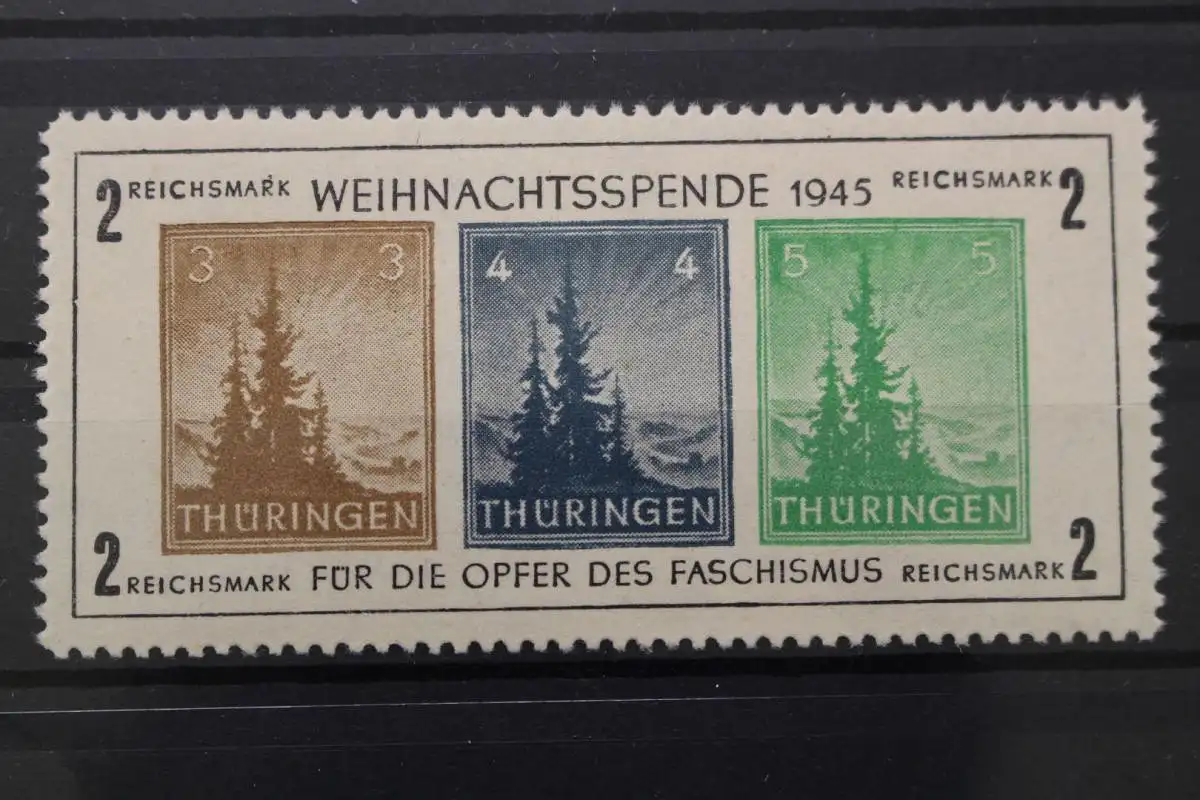 2 REICHSMARK WEIHNACHTSSPENDE 1945 REICHSMARK 2
3 3 4 4 5 5
THÜRINGEN THÜRINGEN THÜRINGEN
2 REICHSMARK FÜR DIE OPFER DES FASCHISMUS REICHSMARK 2